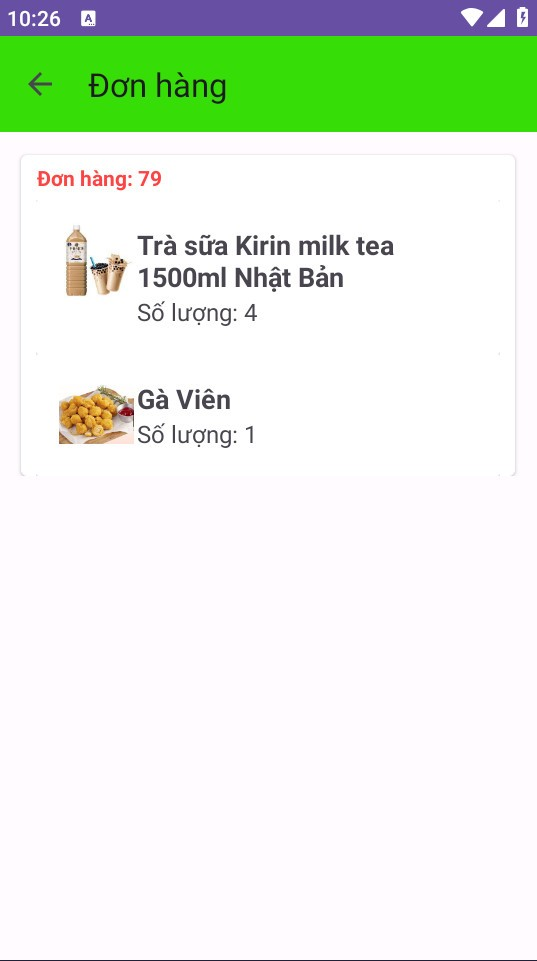 10:26
Đơn hàng
Đơn hàng: 79
Trà sữa Kirin milk tea
1500ml Nhật Bản
Số lượng: 4
Gà Viên
Số lượng: 1